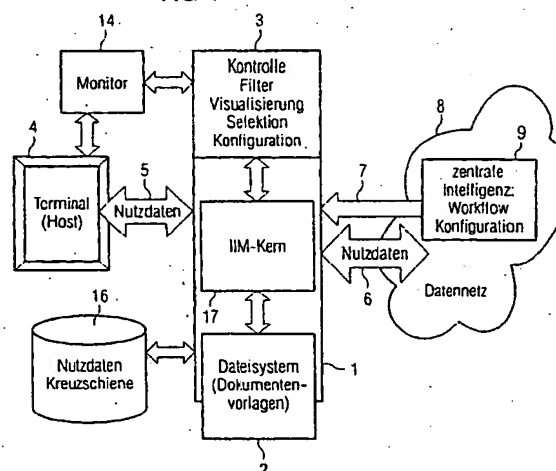 14
3
Monitor
Kontrolle
Filter
Visualisierung
Selektion
Konfiguration
8
9
4
5
7
Terminal
(Host)
Nutzdaten
zentrale
Intelligenz:
Workflow
Konfiguration
IIM-Kern
Nutzdaten
6
Datennetz
16
17
Nutzdaten
Kreuzschiene
Dateisystem
(Dokumenten-
vorlagen)
1
2